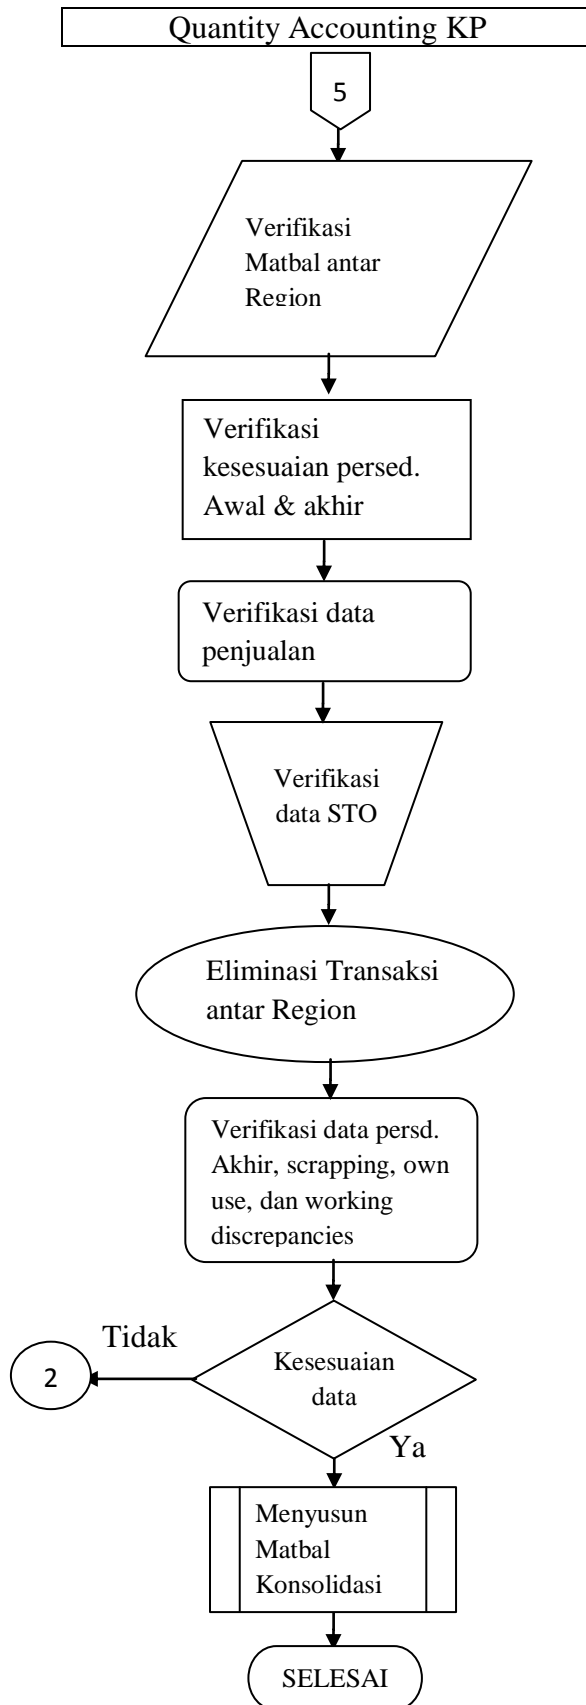 Quantity Accounting KP
5
Verifikasi
Matbal antar
Region
Verifikasi
kesesuaian persed.
Awal & akhir
Verifikasi data
penjualan
Verifikasi
data STO
Eliminasi Transaksi
antar Region
Verifikasi data persd.
Akhir, scrapping, own
use, dan working
discrepancies
Tidak
2
Kesesuaian
data
Ya
Menyusun
Matbal
Konsolidasi
SELESAI